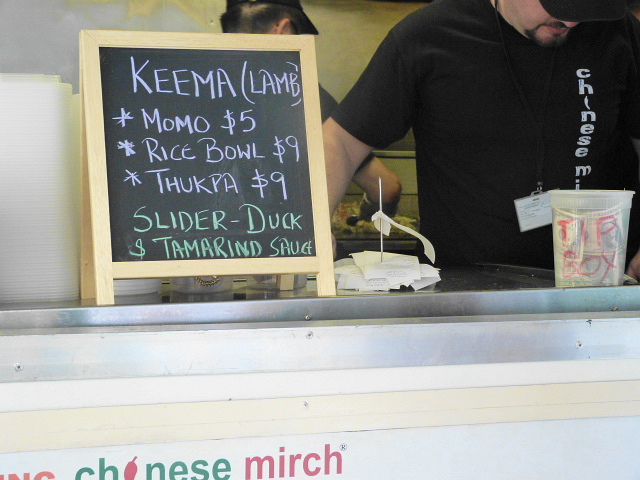 KEEMA (LAMB)
* MOMO $5
* RICE BOWL $9
* THUKPA $9
SLIDER-DUCK
& TAMARIND SAUCE
chinese mi
TIP
BOX
chinese mirch®